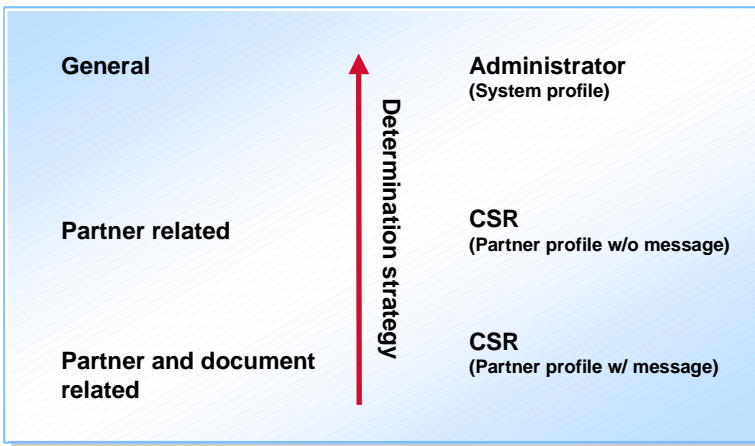 General
Administrator
(System profile)
Determination strategy
Partner related
CSR
(Partner profile w/o message)
Partner and document
related
CSR
(Partner profile w/ message)